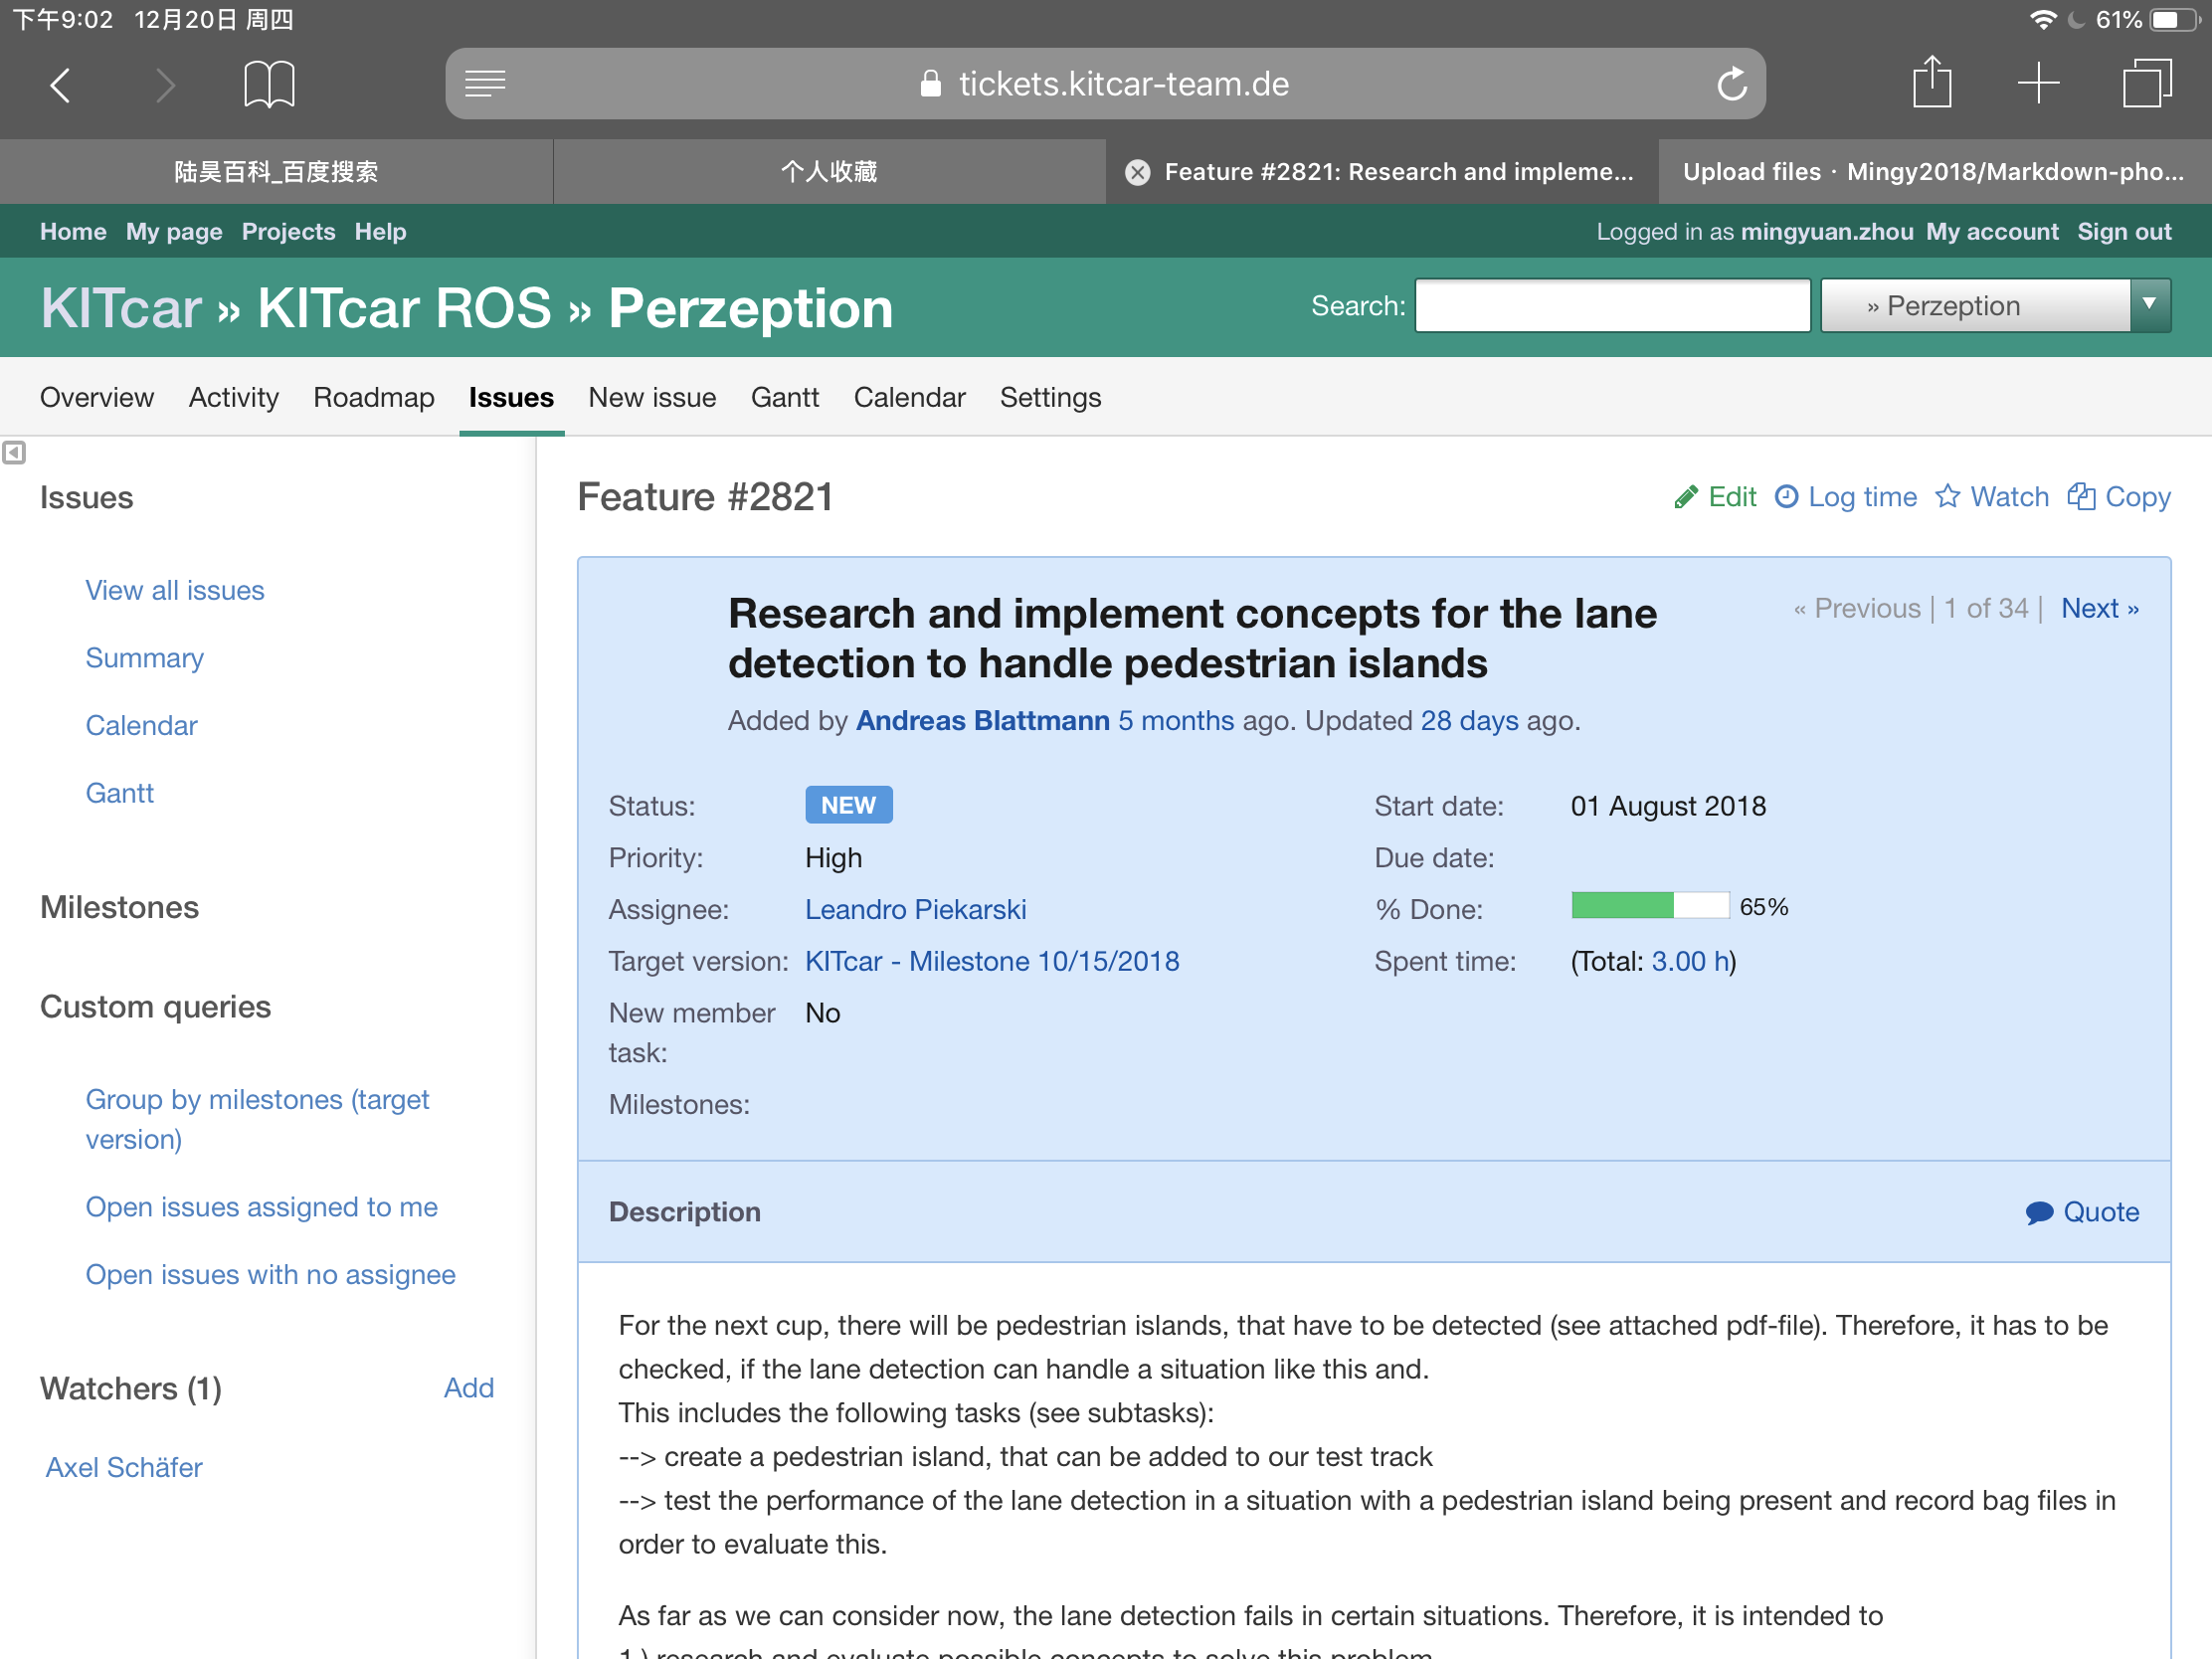 下午9:02 12月20日 周四
61%
tickets.kitcar-team.de
陆昊百科_百度搜索
个人收藏
Feature #2821: Research and impleme...
Upload files · Mingy2018/Markdown-pho...
Home My page Projects Help
Logged in as mingyuan.zhou My account Sign out
KITcar » KITcar ROS » Perzeption
Search:
» Perzeption
Overview Activity Roadmap Issues New issue Gantt Calendar Settings
Issues
View all issues
Summary
Calendar
Gantt
Milestones
Custom queries
Group by milestones (target
version)
Open issues assigned to me
Open issues with no assignee
Watchers (1) Add
Axel Schäfer
Feature #2821
Edit Log time Watch Copy
« Previous | 1 of 34 | Next »
Research and implement concepts for the lane
detection to handle pedestrian islands
Added by Andreas Blattmann 5 months ago. Updated 28 days ago.
Status: NEW
Start date: 01 August 2018
Priority: High
Due date:
Assignee: Leandro Piekarski
% Done: 65%
Target version: KITcar - Milestone 10/15/2018
Spent time: (Total: 3.00 h)
New member No
task:
Milestones:
Description
Quote
For the next cup, there will be pedestrian islands, that have to be detected (see attached pdf-file). Therefore, it has to be
checked, if the lane detection can handle a situation like this and.
This includes the following tasks (see subtasks):
--> create a pedestrian island, that can be added to our test track
--> test the performance of the lane detection in a situation with a pedestrian island being present and record bag files in
order to evaluate this.
As far as we can consider now, the lane detection fails in certain situations. Therefore, it is intended to
1.) research and evaluate possible concepts to solve this problem